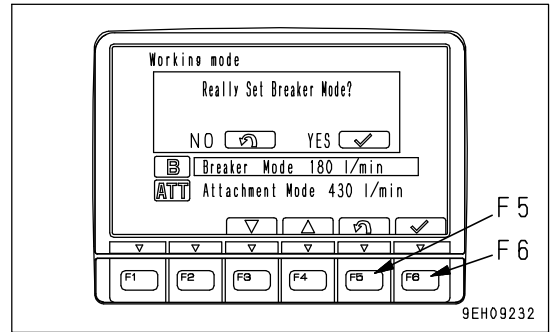 Working mode
Really Set Breaker Mode?
NO YES
B Breaker Mode 180 l/min
ATT Attachment Mode 430 l/min
F5
F6
F1 F2 F3 F4 F5 F6
9EH09232